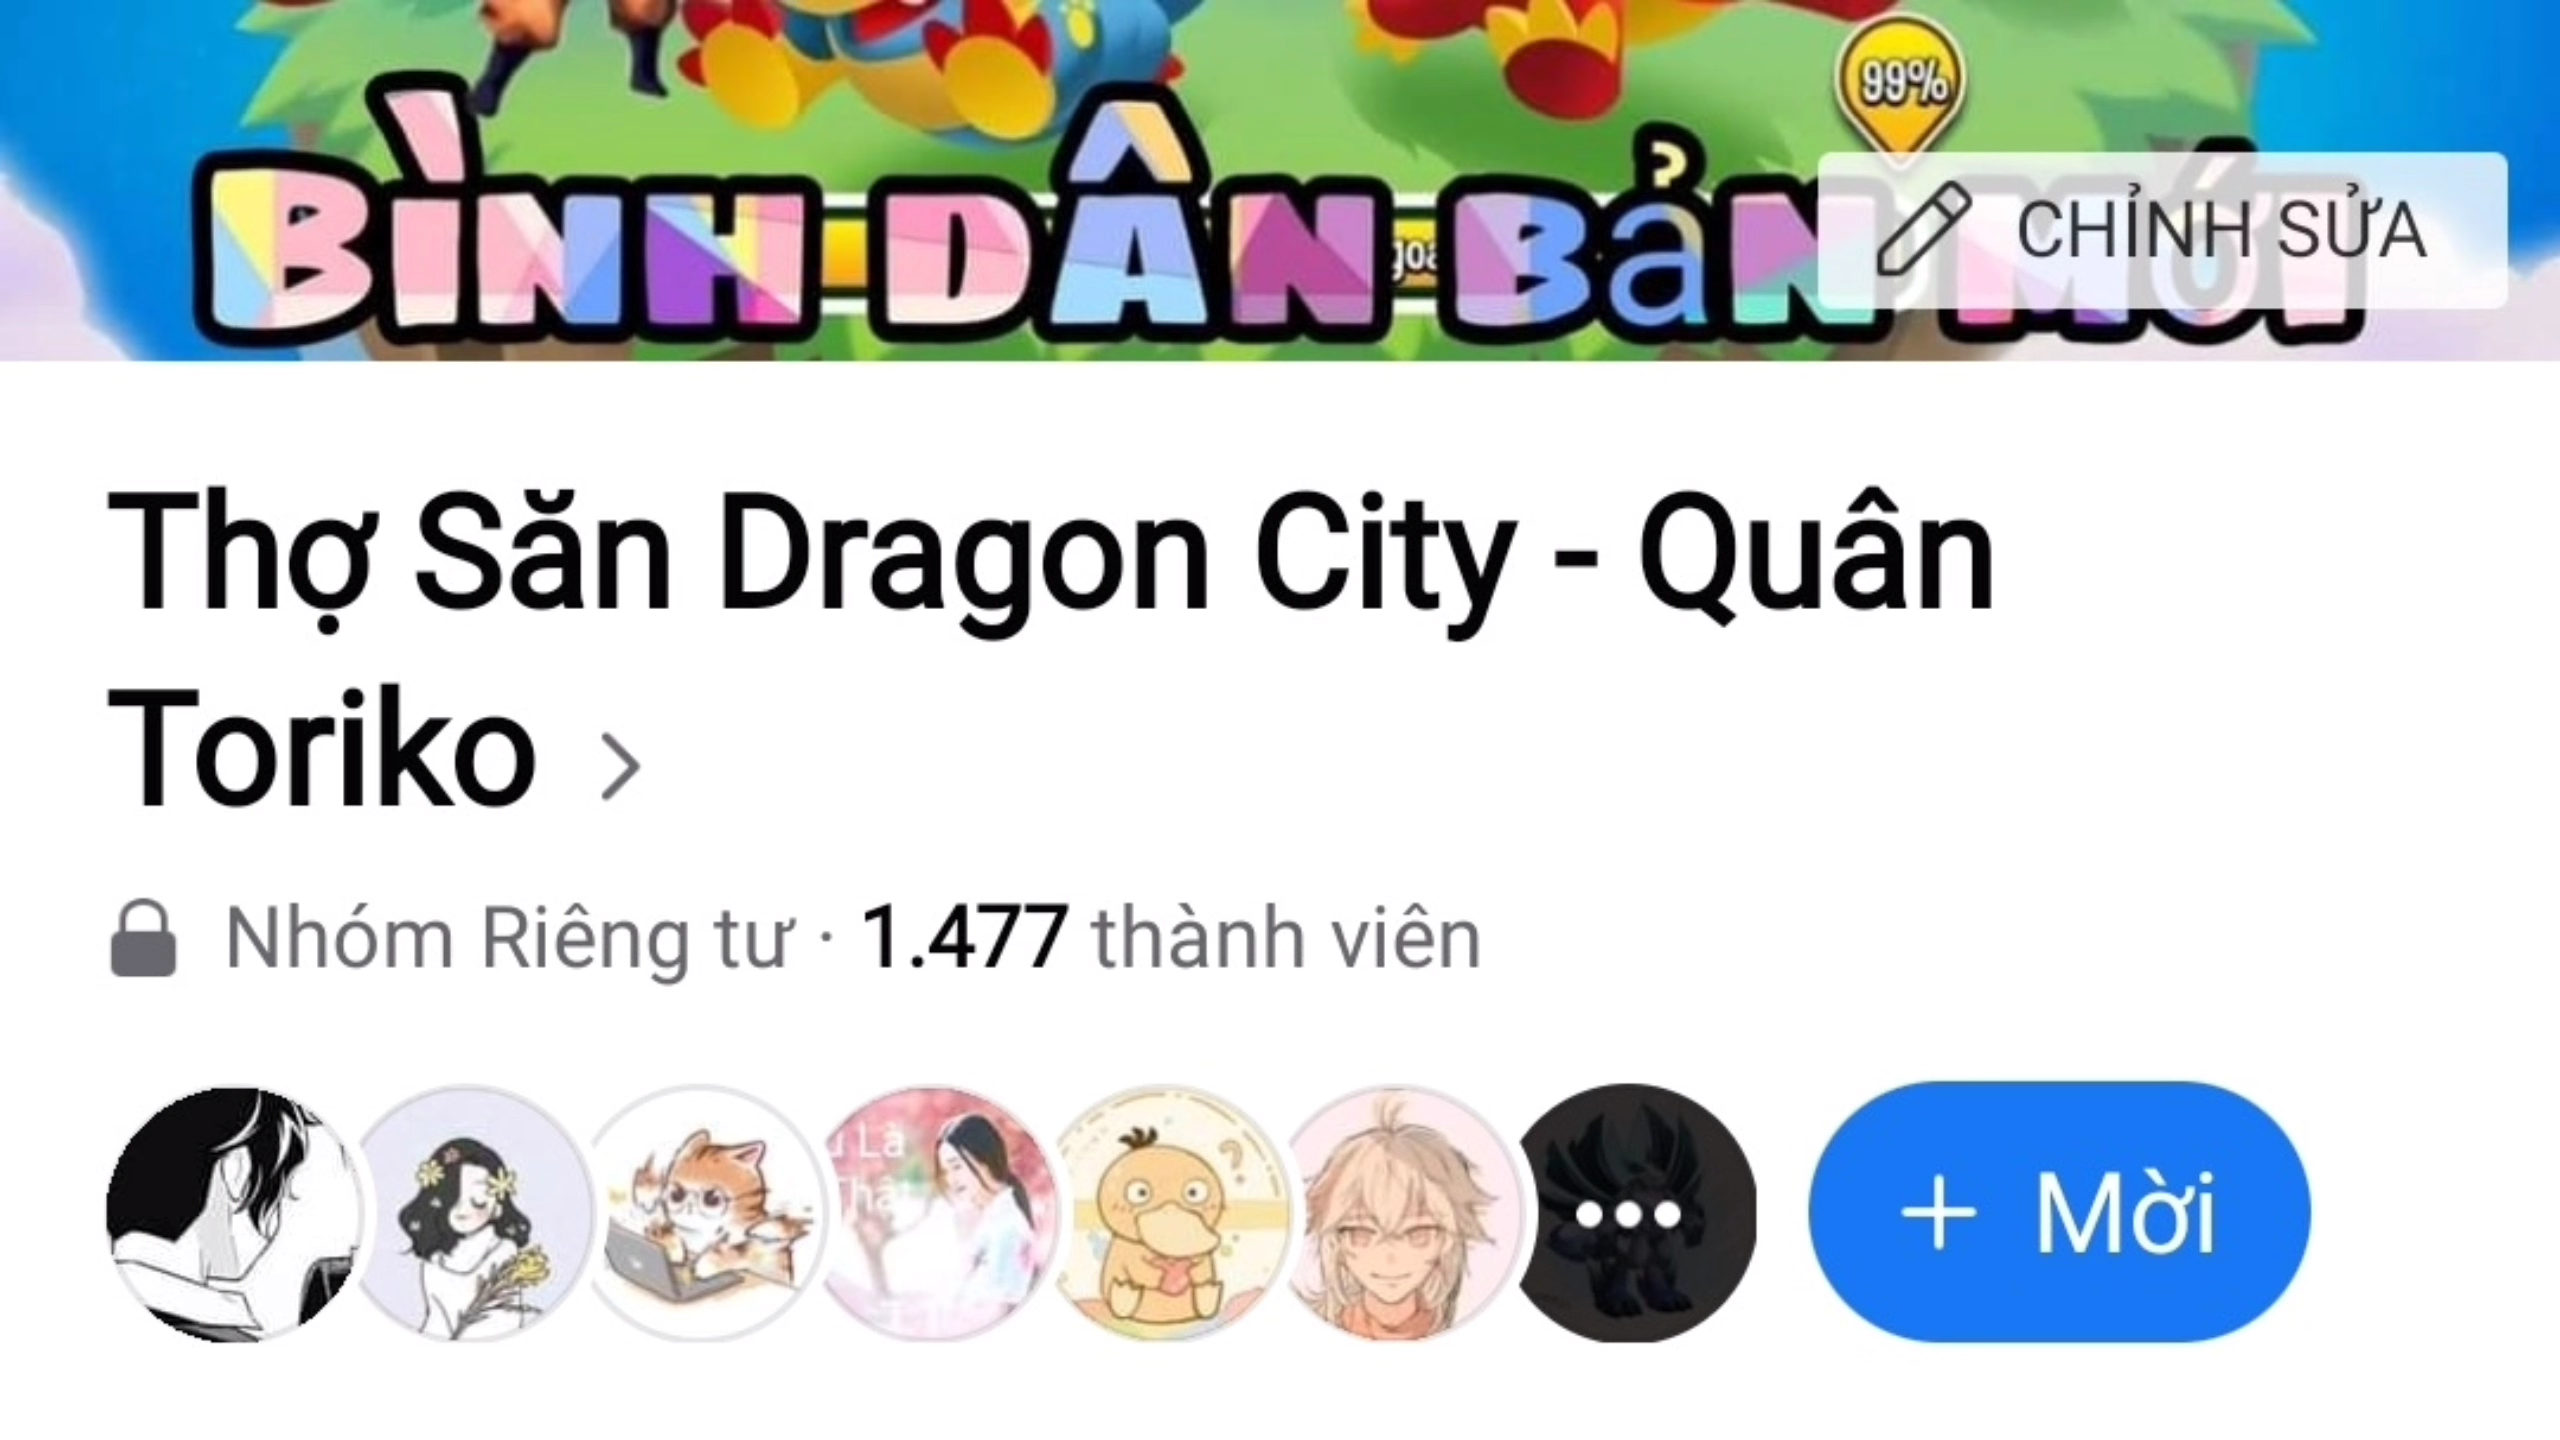 99%
BÌNH DÂN BẢN MỚI
CHỈNH SỬA
Thợ Săn Dragon City - Quân
Toriko >
Nhóm Riêng tư · 1.477 thành viên
+ Mời